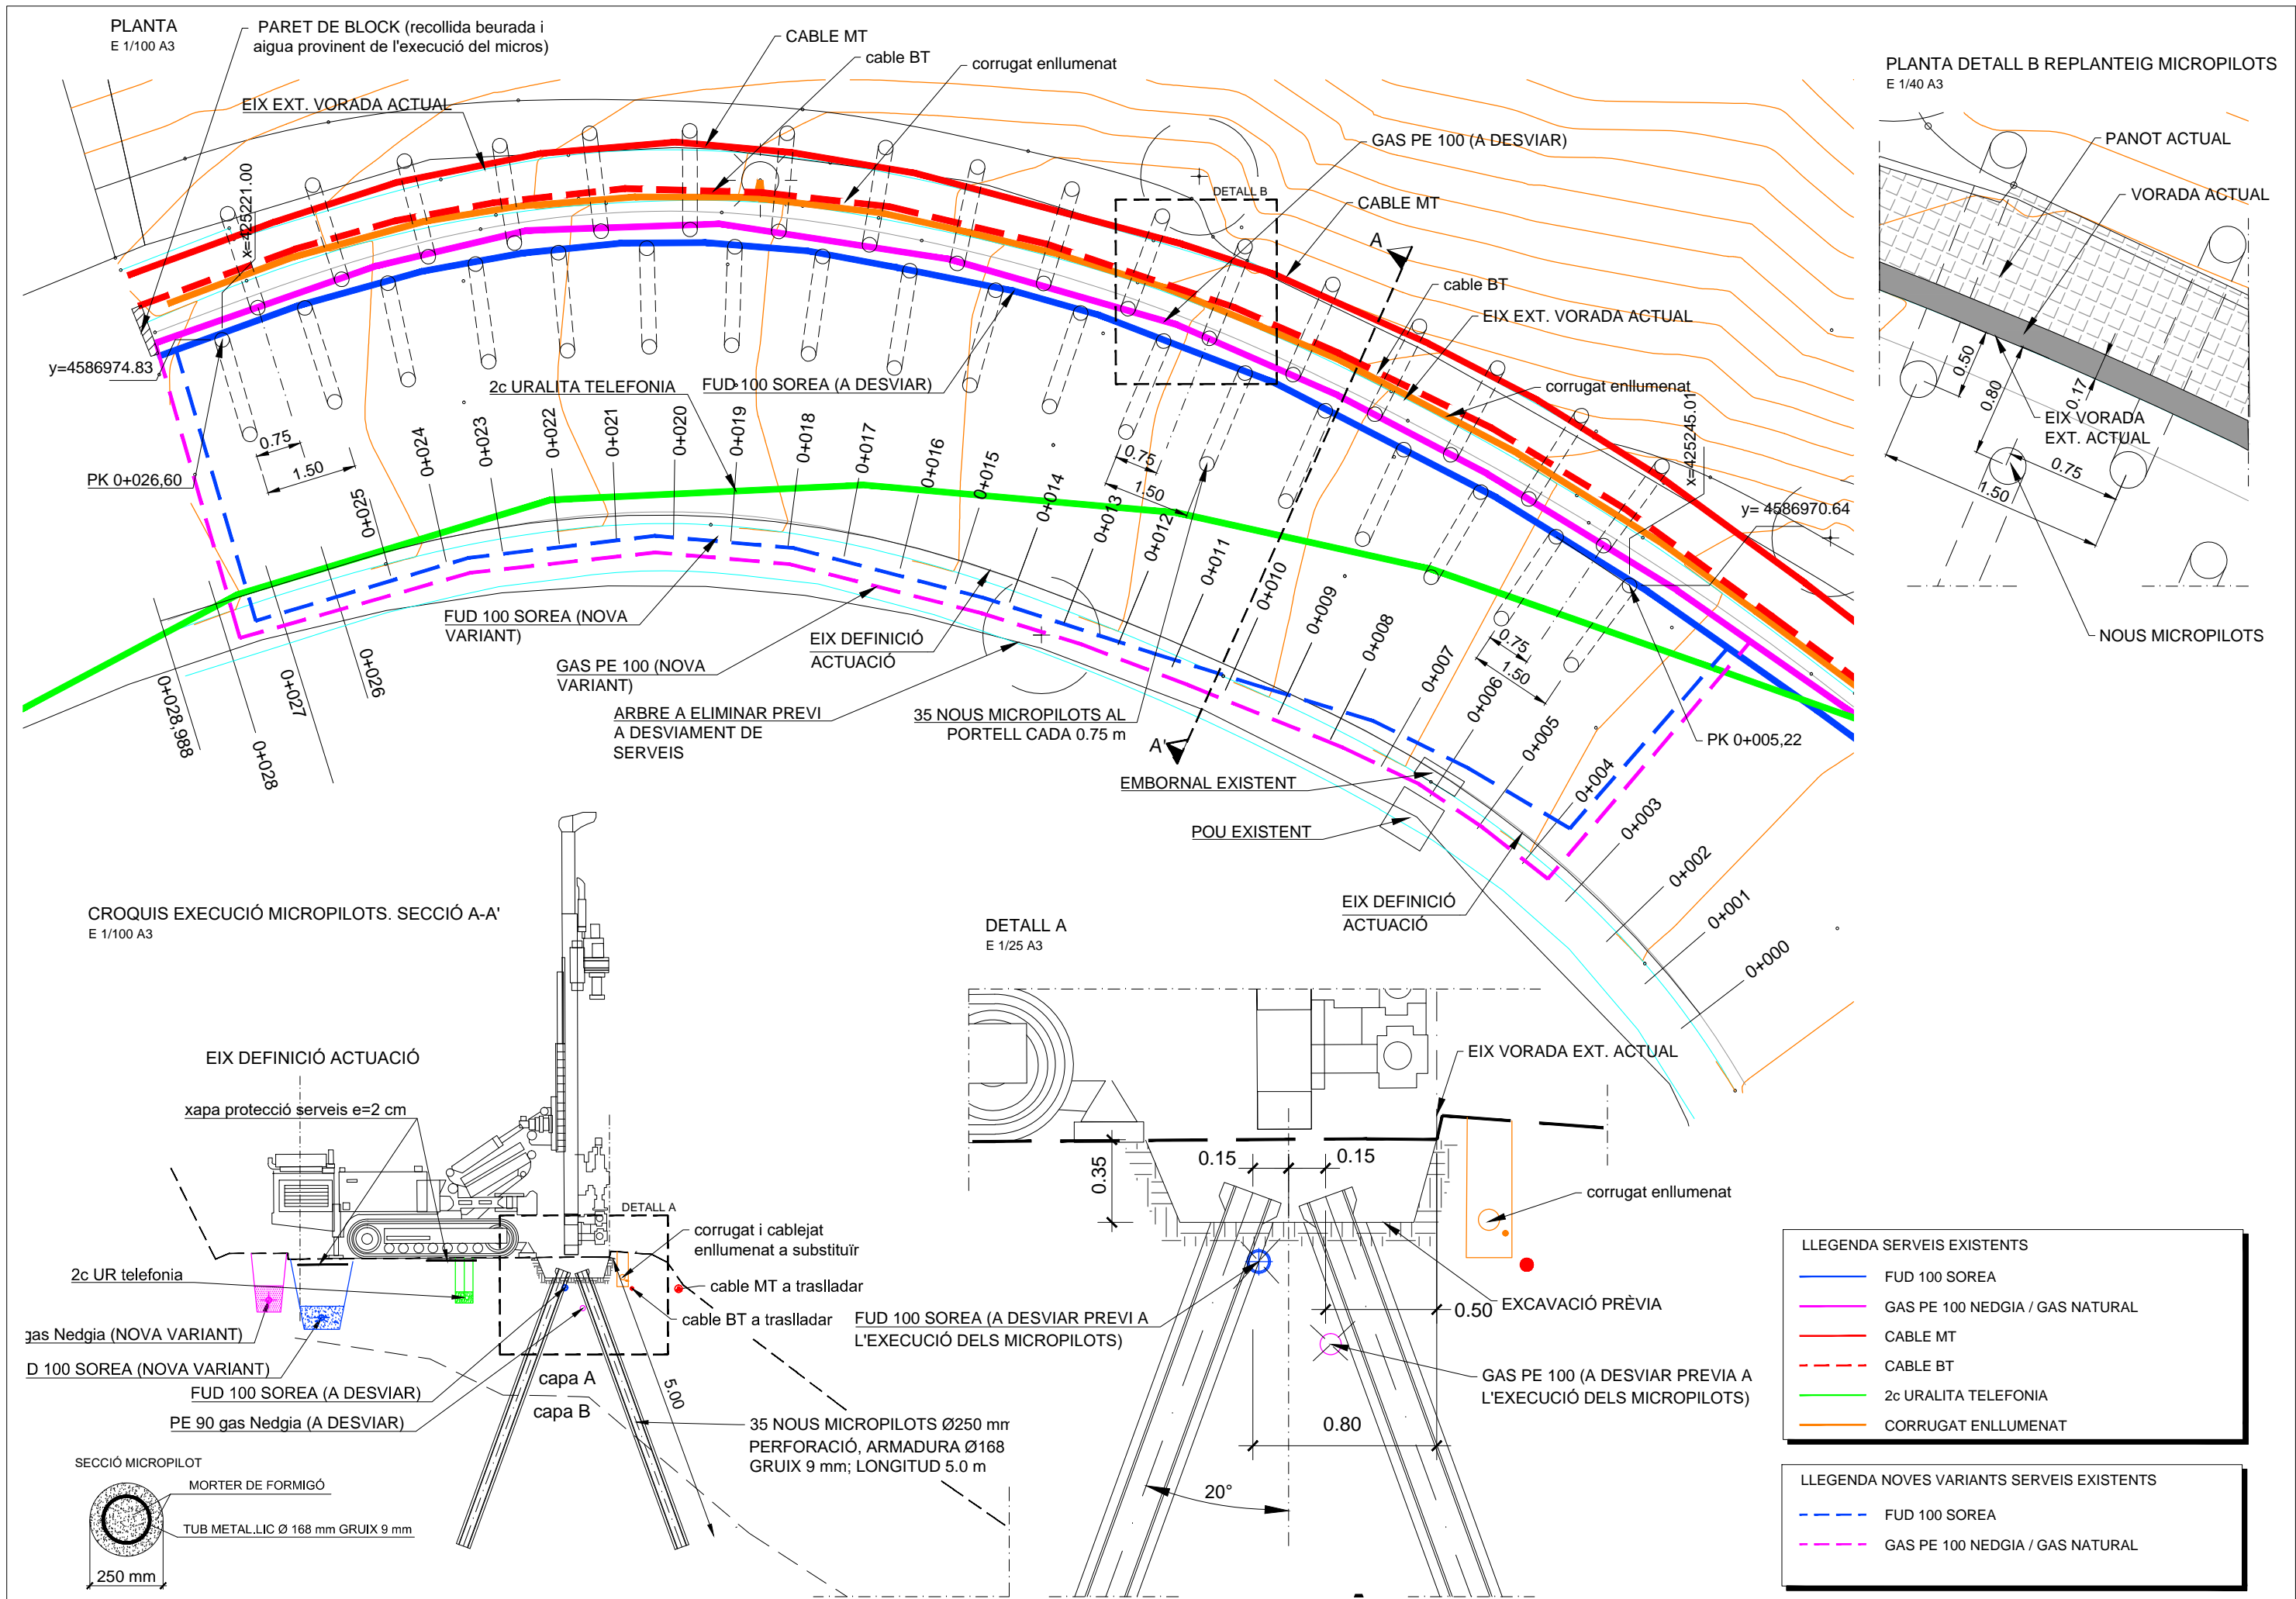 PLANTA
E 1/100 A3
PARET DE BLOCK (recollida beurada i
aigua provinent de l'execució del micros)
CABLE MT
cable BT
corrugat enllumenat
EIX EXT. VORADA ACTUAL
GAS PE 100 (A DESVIAR)
DETALL B
CABLE MT
A
cable BT
EIX EXT. VORADA ACTUAL
corrugat enllumenat
x=425221.00
y=4586974.83
PK 0+026,60
0.75
1.50
2c URALITA TELEFONIA
FUD 100 SOREA (A DESVIAR)
0.75
1.50
x=425245.01
y= 4586970.64
0.75
1.50
PK 0+005,22
0+028,988
0+028
0+027
0+026
0+025
0+024
0+023
0+022
0+021
0+020
0+019
0+018
0+017
0+016
0+015
0+014
0+013
0+012
0+011
0+010
0+009
0+008
0+007
0+006
0+005
0+004
0+003
0+002
0+001
0+000
FUD 100 SOREA (NOVA
VARIANT)
GAS PE 100 (NOVA
VARIANT)
EIX DEFINICIÓ
ACTUACIÓ
ARBRE A ELIMINAR PREVI
A DESVIAMENT DE
SERVEIS
35 NOUS MICROPILOTS AL
PORTELL CADA 0.75 m
A'
EMBORNAL EXISTENT
POU EXISTENT
EIX DEFINICIÓ
ACTUACIÓ
PLANTA DETALL B REPLANTEIG MICROPILOTS
E 1/40 A3
PANOT ACTUAL
VORADA ACTUAL
0.50
0.80
0.17
EIX VORADA
EXT. ACTUAL
0.75
1.50
NOUS MICROPILOTS
CROQUIS EXECUCIÓ MICROPILOTS. SECCIÓ A-A'
E 1/100 A3
EIX DEFINICIÓ ACTUACIÓ
xapa protecció serveis e=2 cm
DETALL A
corrugat i cablejat
enllumenat a substituïr
2c UR telefonia
cable MT a traslladar
cable BT a traslladar
gas Nedgia (NOVA VARIANT)
D 100 SOREA (NOVA VARIANT)
FUD 100 SOREA (A DESVIAR)
PE 90 gas Nedgia (A DESVIAR)
capa A
capa B
5.00
35 NOUS MICROPILOTS Ø250 mm
PERFORACIÓ, ARMADURA Ø168
GRUIX 9 mm; LONGITUD 5.0 m
SECCIÓ MICROPILOT
MORTER DE FORMIGÓ
TUB METAL.LIC Ø 168 mm GRUIX 9 mm
250 mm
DETALL A
E 1/25 A3
EIX VORADA EXT. ACTUAL
0.35
0.15
0.15
corrugat enllumenat
0.50
EXCAVACIÓ PRÈVIA
FUD 100 SOREA (A DESVIAR PREVI A
L'EXECUCIÓ DELS MICROPILOTS)
GAS PE 100 (A DESVIAR PREVIA A
L'EXECUCIÓ DELS MICROPILOTS)
0.80
20°
LLEGENDA SERVEIS EXISTENTS
FUD 100 SOREA
GAS PE 100 NEDGIA / GAS NATURAL
CABLE MT
CABLE BT
2c URALITA TELEFONIA
CORRUGAT ENLLUMENAT
LLEGENDA NOVES VARIANTS SERVEIS EXISTENTS
FUD 100 SOREA
GAS PE 100 NEDGIA / GAS NATURAL